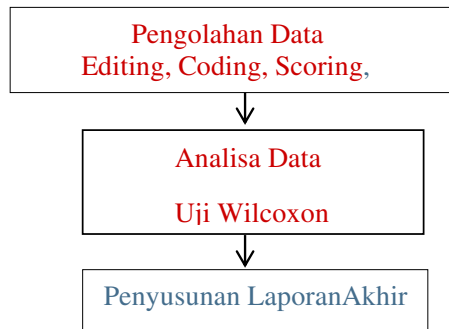 Pengolahan Data
Editing, Coding, Scoring,
Analisa Data
Uji Wilcoxon
Penyusunan LaporanAkhir